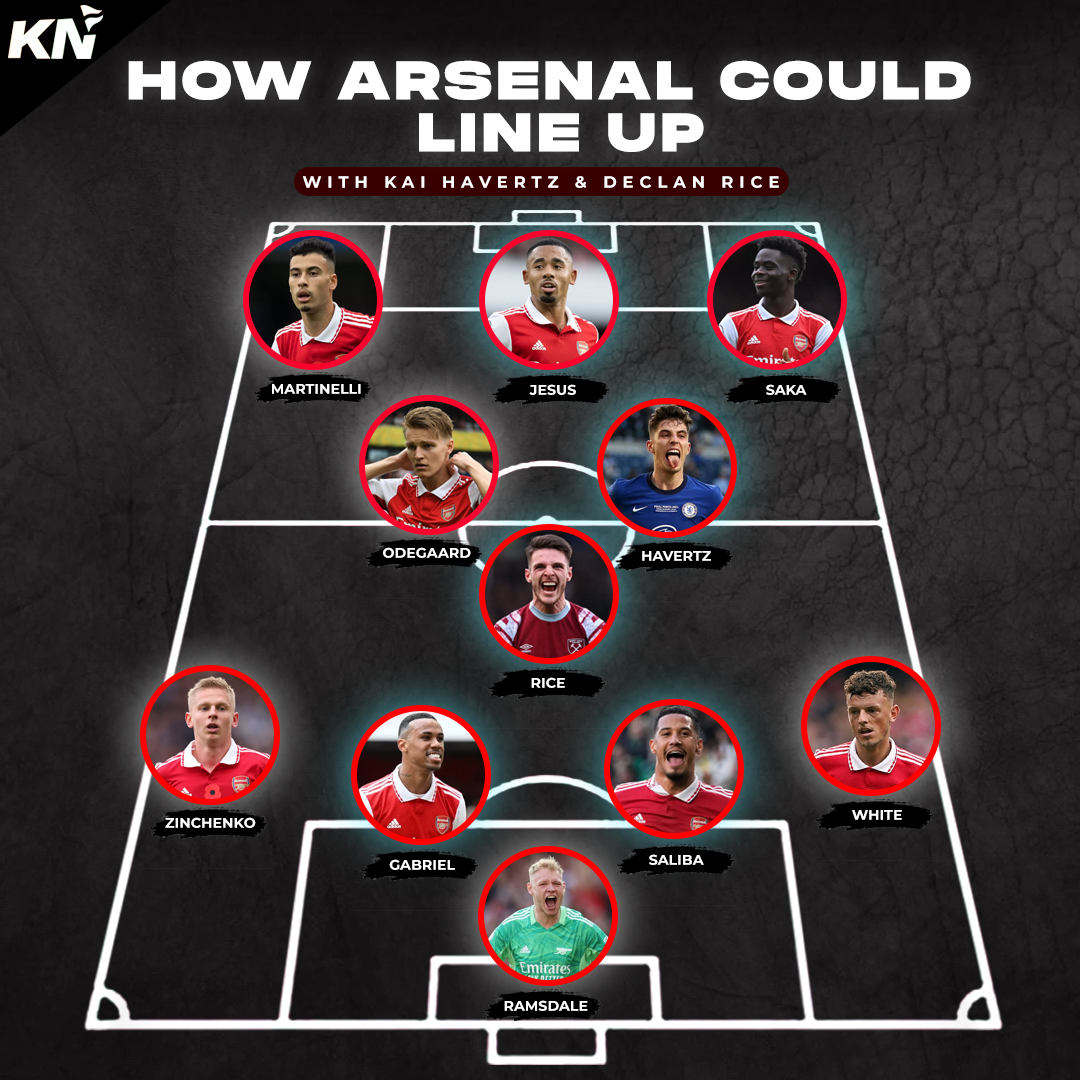 KN
HOW ARSENAL COULD
LINE UP
WITH KAI HAVERTZ & DECLAN RICE
MARTINELLI
JESUS
SAKA
ODEGAARD
HAVERTZ
RICE
ZINCHENKO
GABRIEL
SALIBA
WHITE
Emirates
RAMSDALE